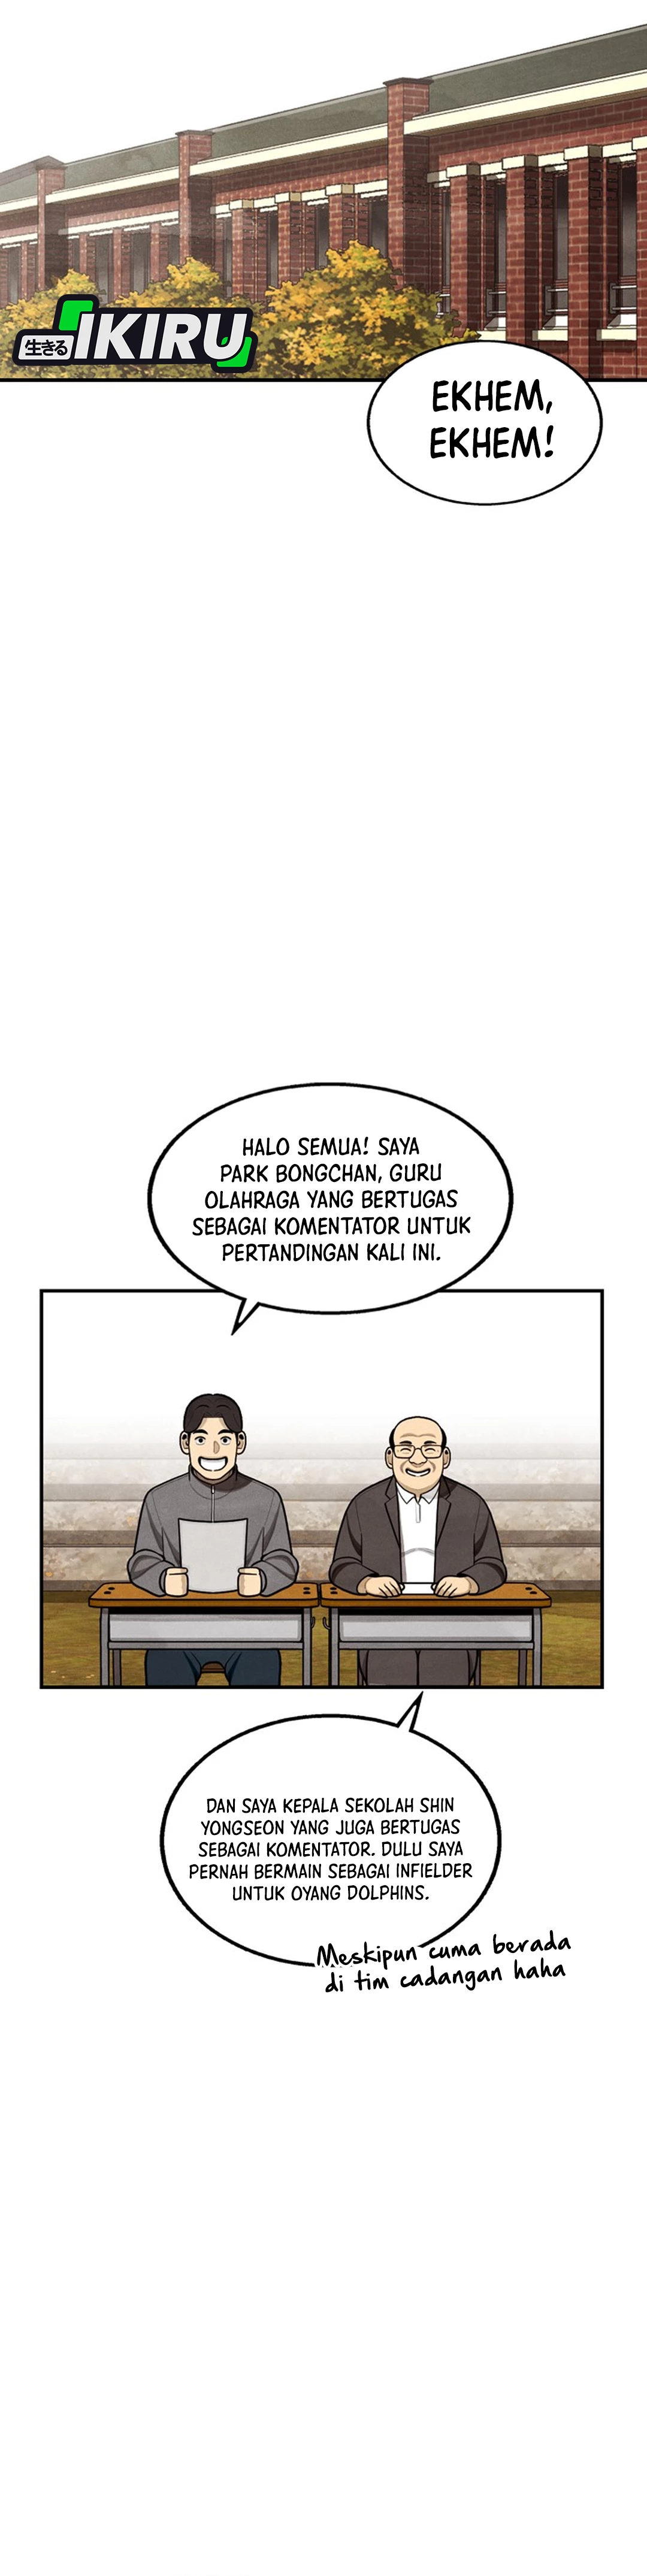 生きる IKIRU
EKHEM,
EKHEM!
HALO SEMUA! SAYA
PARK BONGCHAN, GURU
OLAHRAGA YANG BERTUGAS
SEBAGAI KOMENTATOR UNTUK
PERTANDINGAN KALI INI.
DAN SAYA KEPALA SEKOLAH SHIN
YONGSEON YANG JUGA BERTUGAS
SEBAGAI KOMENTATOR. DULU SAYA
PERNAH BERMAIN SEBAGAI INFIELDER
UNTUK OYANG DOLPHINS.
Meskipun cuma berada
di tim cadangan haha